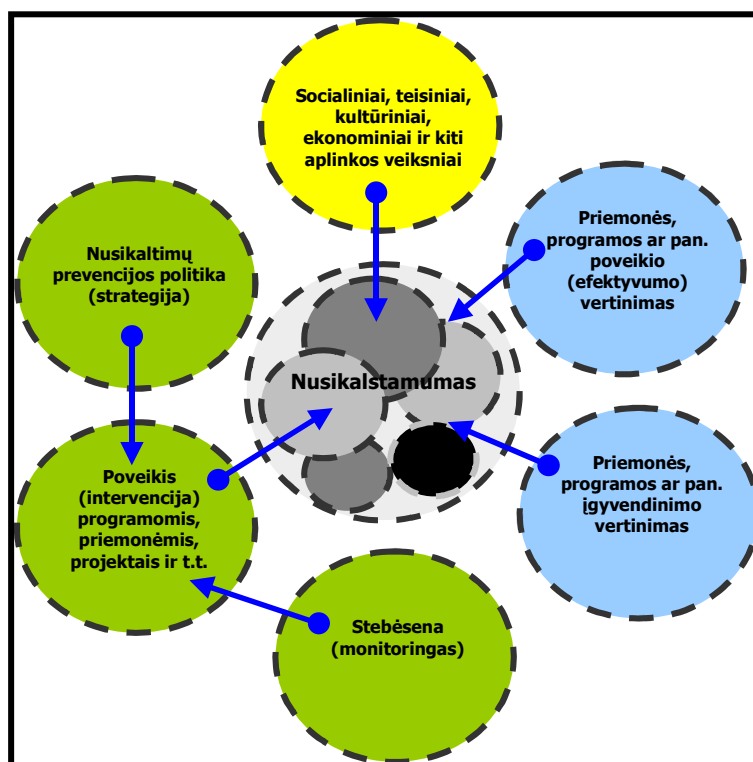 Socialiniai, teisiniai,
kultūriniai,
ekonominiai ir kiti
aplinkos veiksniai
Nusikaltimų
prevencijos politika
(strategija)
Priemonės,
programos ar pan.
poveikio
(efektyvumo)
vertinimas
Nusikalstamumas
Poveikis
(intervencija)
programomis,
priemonėmis,
projektais ir t.t.
Priemonės,
programos ar pan.
įgyvendinimo
vertinimas
Stebėsena
(monitoringas)